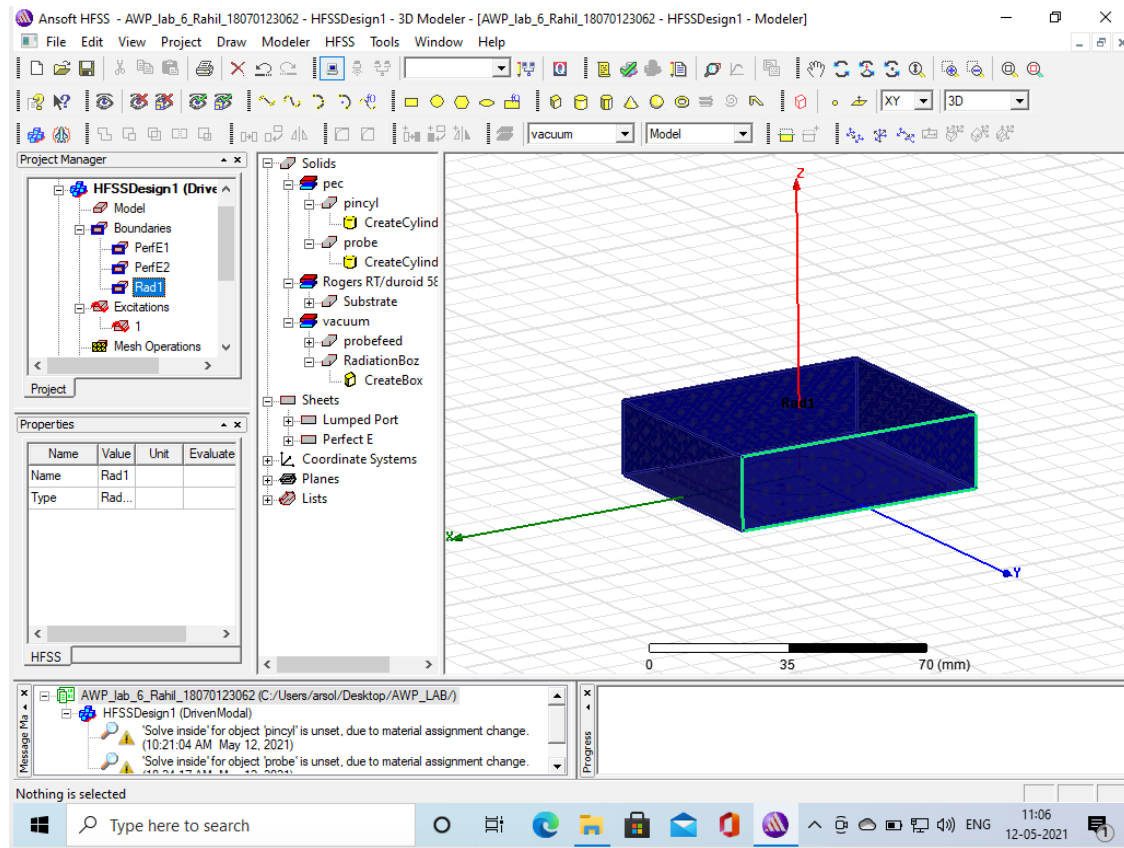 Ansoft HFSS - AWP_lab_6_Rahil_18070123062 - HFSSDesign1 - 3D Modeler - [AWP_lab_6_Rahil_18070123062 - HFSSDesign1 - Modeler]
File Edit View Project Draw Modeler HFSS Tools Window Help
XY 3D
vacuum Model
Project Manager
HFSSDesign1 (Drive
Model
Boundaries
PerfE1
PerfE2
Rad1
Excitations
1
Mesh Operations
Project
Properties
Name Value Unit Evaluate
Name Rad1
Type Rad...
HFSS
Solids
pec
pincyl
CreateCylind
probe
CreateCylind
Rogers RT/duroid 58
Substrate
vacuum
probefeed
RadiationBoz
CreateBox
Sheets
Lumped Port
Perfect E
Coordinate Systems
Planes
Lists
Z
Rad1
X
Y
0 35 70 (mm)
Message Ma
AWP_lab_6_Rahil_18070123062 (C:/Users/arsol/Desktop/AWP_LAB/)
HFSSDesign1 (DrivenModal)
'Solve inside' for object 'pincyl' is unset, due to material assignment change.
(10:21:04 AM May 12, 2021)
'Solve inside' for object 'probe' is unset, due to material assignment change.
Progress
Nothing is selected
Type here to search
ENG
11:06
12-05-2021
1